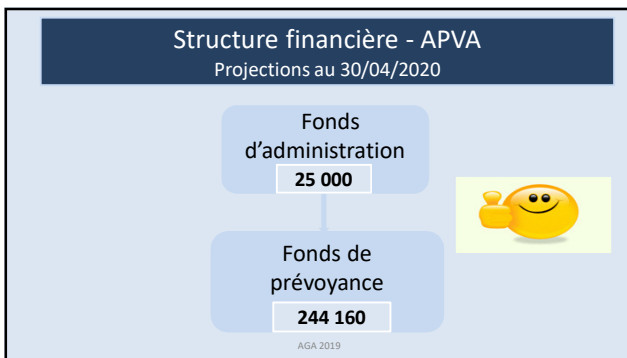 Structure financière - APVA
Projections au 30/04/2020
Fonds
d'administration
25 000
Fonds de
prévoyance
244 160
AGA 2019